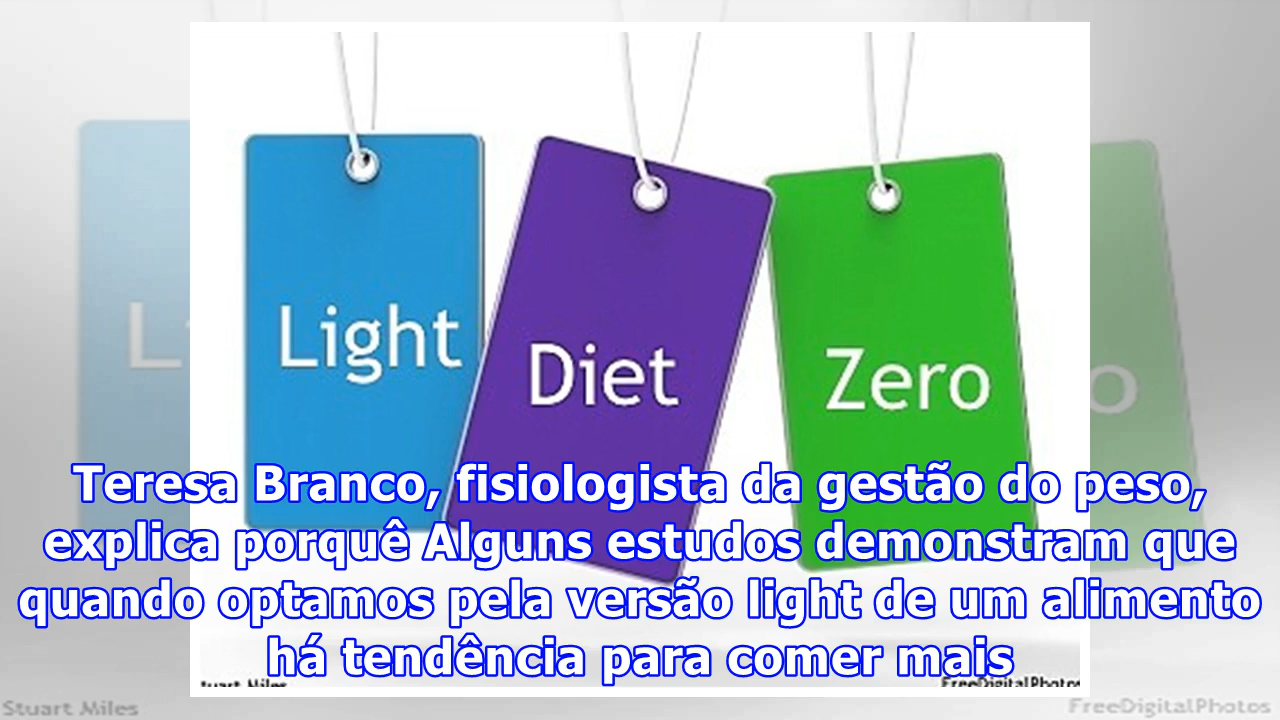 Light
Diet
Zero
Teresa Branco, fisiologista da gestão do peso,
explica porquê Alguns estudos demonstram que
quando optamos pela versão light de um alimento
há tendência para comer mais
Stuart Miles
FreeDigitalPhotos